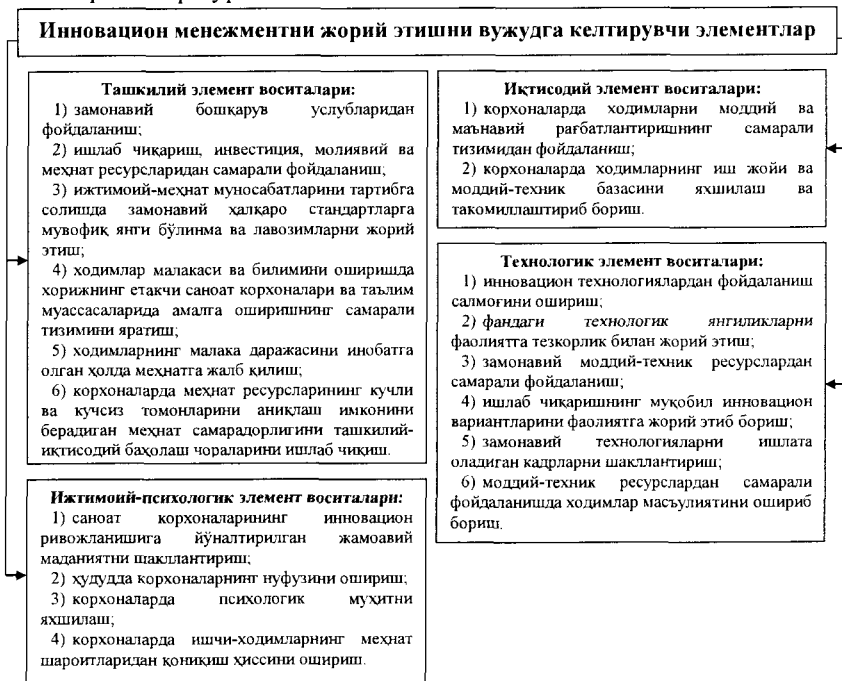 Инновацион менежментни жорий этишни вужудга келтирувчи элементлар
Ташкилий элемент воситалари:
1) замонавий бошқарув услубларидан
фойдаланиш;
2) ишлаб чиқариш, инвестиция, молиявий ва
меҳнат ресурсларидан самарали фойдаланиш;
3) ижтимоий-меҳнат муносабатларини тартибга
солишда замонавий ҳалқаро стандартларга
мувофиқ янги бўлинма ва лавозимларни жорий
этиш;
4) ходимлар малакаси ва билимини оширишда
хорижнинг етакчи саноат корхоналари ва таълим
муассасаларида амалга оширишнинг самарали
тизимини яратиш;
5) ходимларнинг малака даражасини инобатга
олган ҳолда меҳнатга жалб қилиш;
6) корхоналарда меҳнат ресурсларининг кучли
ва кучсиз томонларини аниқлаш имконини
берадиган меҳнат самарадорлигини ташкилий-
иқтисодий баҳолаш чораларини ишлаб чиқиш.
Ижтимоий-психологик элемент воситалари:
1) саноат корхоналарининг инновацион
ривожланишига йўналтирилган жамоавий
маданиятни шакллантириш;
2) ҳудудда корхоналарнинг нуфузини ошириш;
3) корхоналарда психологик муҳитни
яхшилаш;
4) корхоналарда ишчи-ходимларнинг меҳнат
шароитларидан қониқиш ҳиссини ошириш.
Иқтисодий элемент воситалари:
1) корхоналарда ходимларни моддий ва
маънавий рағбатлантиришнинг самарали
тизимидан фойдаланиш;
2) корхоналарда ходимларнинг иш жойи ва
моддий-техник базасини яхшилаш ва
такомиллаштириб бориш.
Технологик элемент воситалари:
1) инновацион технологиялардан фойдаланиш
салмоғини ошириш;
2) фандаги технологик янгиликларни
фаолиятга тезкорлик билан жорий этиш;
3) замонавий моддий-техник ресурслардан
самарали фойдаланиш;
4) ишлаб чиқаришнинг муқобил инновацион
вариантларини фаолиятга жорий этиб бориш;
5) замонавий технологияларни ишлата
оладиган кадрларни шакллантириш;
6) моддий-техник ресурслардан самарали
фойдаланишда ходимлар масъулиятини ошириб
бориш.